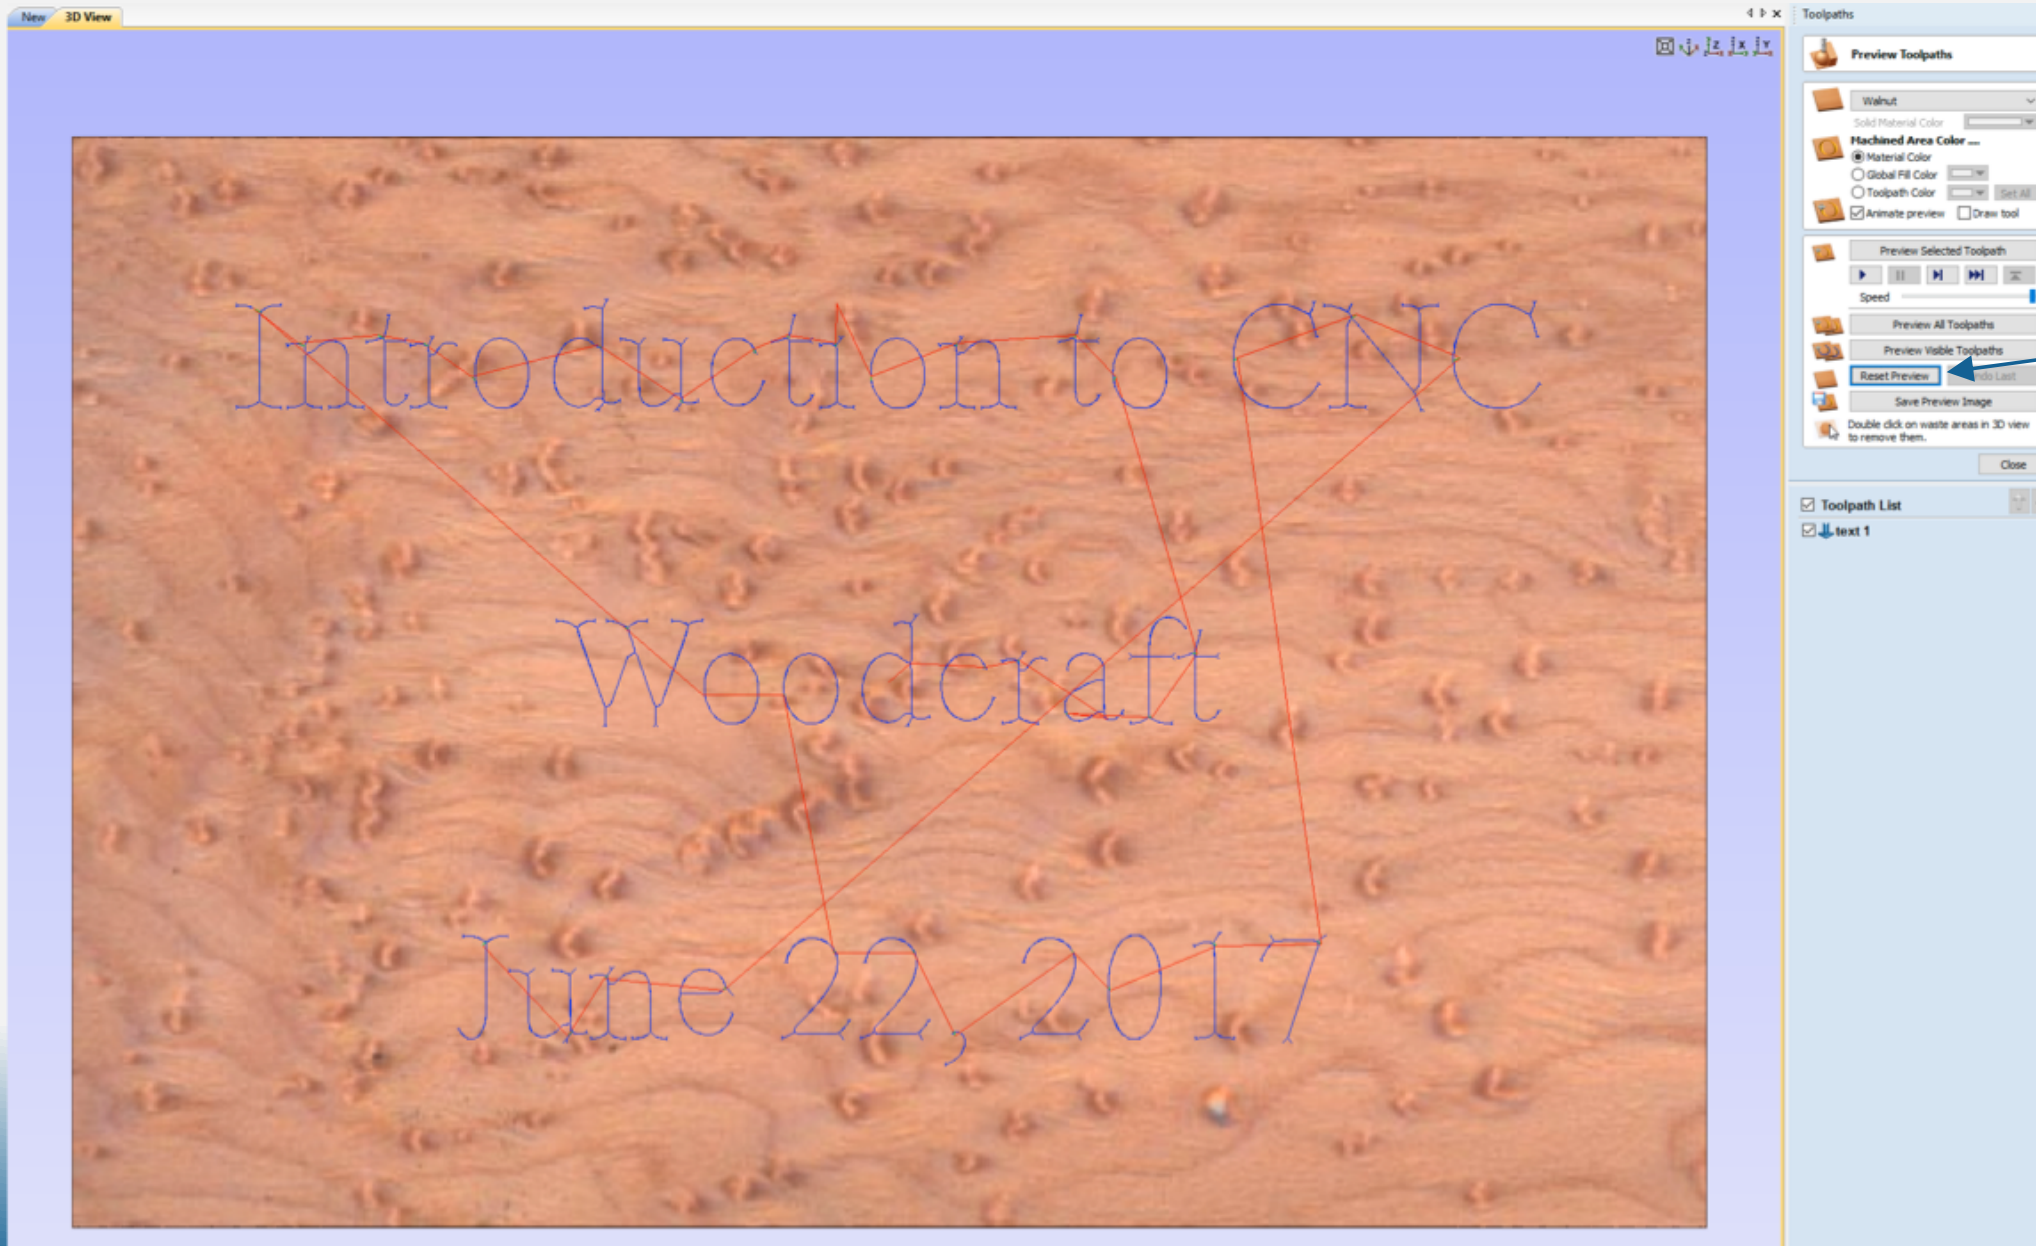 New
3D View
Toolpaths
Preview Toolpaths
Walnut
Solid Material Color
Machined Area Color ....
Material Color
Global Fill Color
Toolpath Color Set All
Animate preview Draw tool
Preview Selected Toolpath
Speed
Preview All Toolpaths
Preview Visible Toolpaths
Reset Preview Last
Save Preview Image
Double click on waste areas in 3D view
to remove them.
Close
Toolpath List
text 1
Introduction to CNC
Woodcraft
June 22, 2017